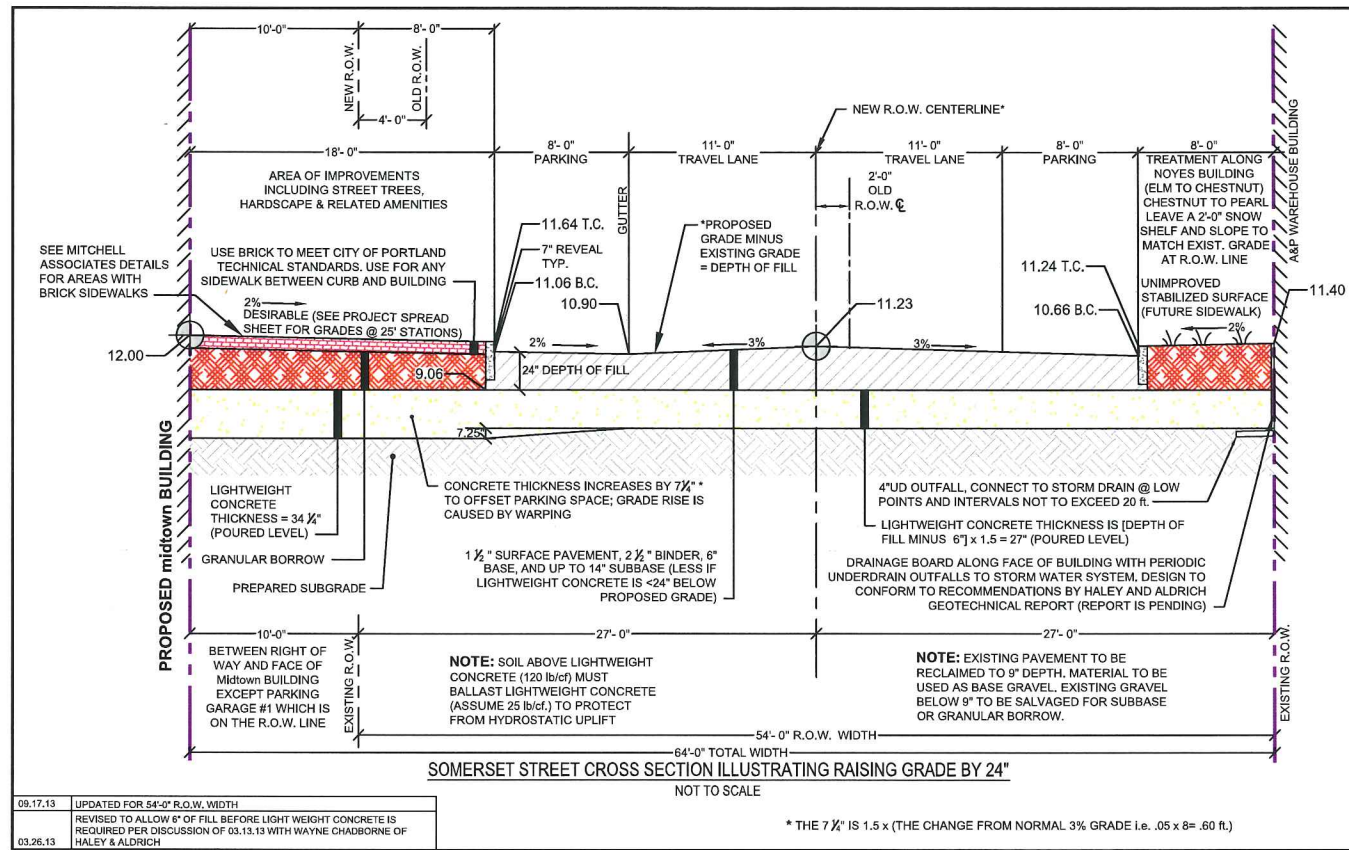 10'-0"
8'- 0"
NEW R.O.W.
OLD R.O.W.
4'- 0"
18'- 0"
8'- 0"
PARKING
11'- 0"
TRAVEL LANE
NEW R.O.W. CENTERLINE*
11'- 0"
TRAVEL LANE
8'- 0"
PARKING
8'- 0"
A&P WAREHOUSE BUILDING
AREA OF IMPROVEMENTS
INCLUDING STREET TREES,
HARDSCAPE & RELATED AMENITIES
GUTTER
2'-0"
OLD
R.O.W. ℄
TREATMENT ALONG
NOYES BUILDING
(ELM TO CHESTNUT)
CHESTNUT TO PEARL
LEAVE A 2'-0" SNOW
SHELF AND SLOPE TO
MATCH EXIST. GRADE
AT R.O.W. LINE
SEE MITCHELL
ASSOCIATES DETAILS
FOR AREAS WITH
BRICK SIDEWALKS
USE BRICK TO MEET CITY OF PORTLAND
TECHNICAL STANDARDS. USE FOR ANY
SIDEWALK BETWEEN CURB AND BUILDING
11.64 T.C.
7" REVEAL
TYP.
11.06 B.C.
10.90
*PROPOSED
GRADE MINUS
EXISTING GRADE
= DEPTH OF FILL
11.23
11.24 T.C.
10.66 B.C.
UNIMPROVED
STABILIZED SURFACE
(FUTURE SIDEWALK)
11.40
2%
DESIRABLE (SEE PROJECT SPREAD
SHEET FOR GRADES @ 25' STATIONS)
2%
3%
3%
2%
12.00
9.06
24" DEPTH OF FILL
7.25"
PROPOSED midtown BUILDING
LIGHTWEIGHT
CONCRETE
THICKNESS = 34 ¼"
(POURED LEVEL)
GRANULAR BORROW
PREPARED SUBGRADE
CONCRETE THICKNESS INCREASES BY 7¼" *
TO OFFSET PARKING SPACE; GRADE RISE IS
CAUSED BY WARPING
1 ½ " SURFACE PAVEMENT, 2 ½ " BINDER, 6"
BASE, AND UP TO 14" SUBBASE (LESS IF
LIGHTWEIGHT CONCRETE IS <24" BELOW
PROPOSED GRADE)
4"UD OUTFALL, CONNECT TO STORM DRAIN @ LOW
POINTS AND INTERVALS NOT TO EXCEED 20 ft.
LIGHTWEIGHT CONCRETE THICKNESS IS [DEPTH OF
FILL MINUS 6"] x 1.5 = 27" (POURED LEVEL)
DRAINAGE BOARD ALONG FACE OF BUILDING WITH PERIODIC
UNDERDRAIN OUTFALLS TO STORM WATER SYSTEM. DESIGN TO
CONFORM TO RECOMMENDATIONS BY HALEY AND ALDRICH
GEOTECHNICAL REPORT (REPORT IS PENDING)
10'-0"
27'- 0"
27'- 0"
BETWEEN RIGHT OF
WAY AND FACE OF
Midtown BUILDING
EXCEPT PARKING
GARAGE #1 WHICH IS
ON THE R.O.W. LINE
EXISTING R.O.W.
NOTE: SOIL ABOVE LIGHTWEIGHT
CONCRETE (120 lb/cf) MUST
BALLAST LIGHTWEIGHT CONCRETE
(ASSUME 25 lb/cf.) TO PROTECT
FROM HYDROSTATIC UPLIFT
NOTE: EXISTING PAVEMENT TO BE
RECLAIMED TO 9" DEPTH. MATERIAL TO BE
USED AS BASE GRAVEL. EXISTING GRAVEL
BELOW 9" TO BE SALVAGED FOR SUBBASE
OR GRANULAR BORROW.
EXISTING R.O.W.
54'- 0" R.O.W. WIDTH
64'-0" TOTAL WIDTH
SOMERSET STREET CROSS SECTION ILLUSTRATING RAISING GRADE BY 24"
NOT TO SCALE
09.17.13 UPDATED FOR 54'-0" R.O.W. WIDTH
03.26.13 REVISED TO ALLOW 6" OF FILL BEFORE LIGHT WEIGHT CONCRETE IS
REQUIRED PER DISCUSSION OF 03.13.13 WITH WAYNE CHADBORNE OF
HALEY & ALDRICH
* THE 7 ¼" IS 1.5 x (THE CHANGE FROM NORMAL 3% GRADE i.e. .05 x 8= .60 ft.)